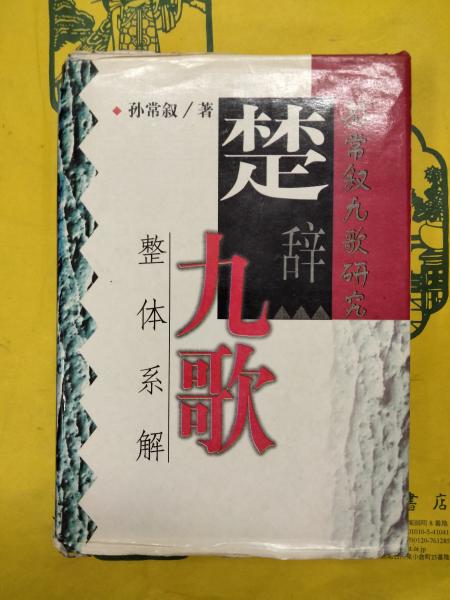 孙常叙/著
楚
辞
九歌
整体系解
孙常叙九歌研究
書店